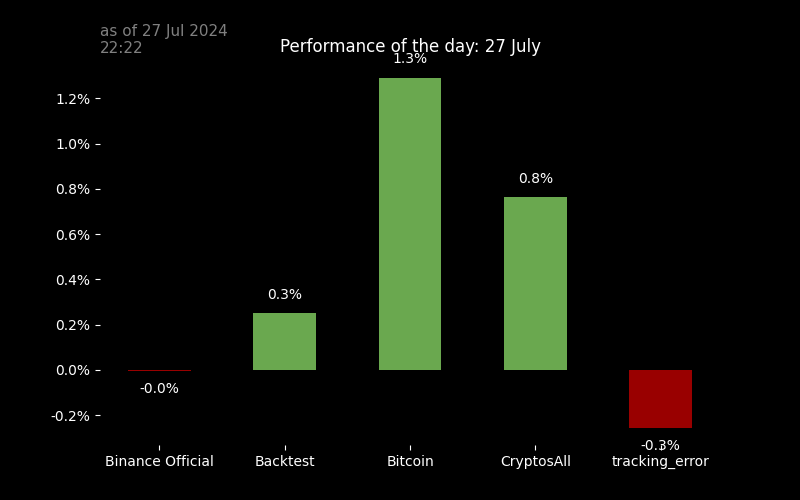 as of 27 Jul 2024
22:22
Performance of the day: 27 July
1.3%
1.2%
1.0%
0.8%
0.8%
0.6%
0.4%
0.3%
0.2%
0.0%
-0.0%
-0.2%
-0.3%
Binance Official
Backtest
Bitcoin
CryptosAll
tracking_error